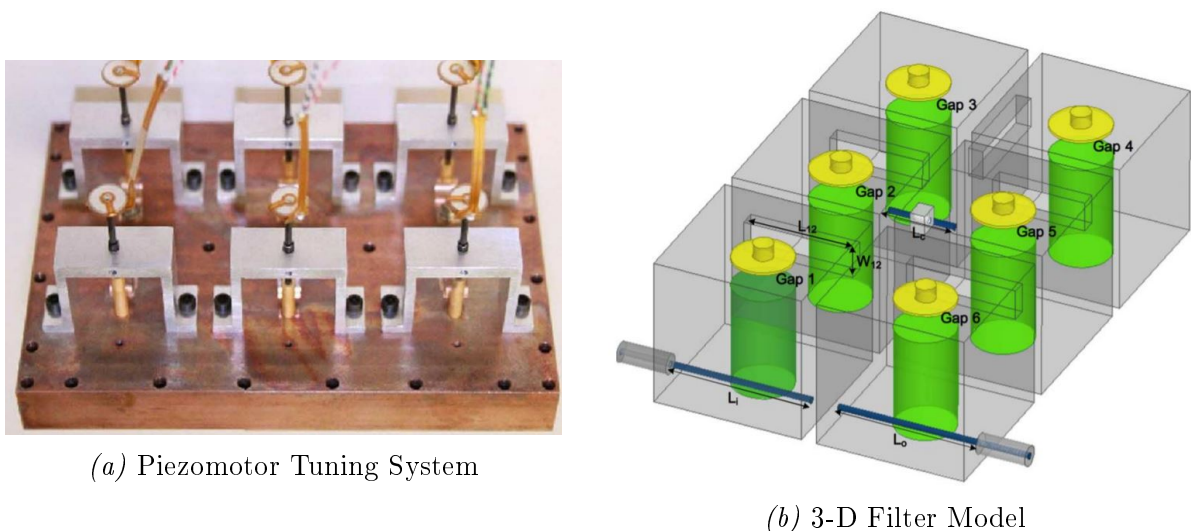 Gap 3
Gap 4
Gap 2
Gap 5
L₁₂
L꜀
W₁₂
Gap 1
Gap 6
Lᵢ
Lₒ
(a) Piezomotor Tuning System
(b) 3-D Filter Model